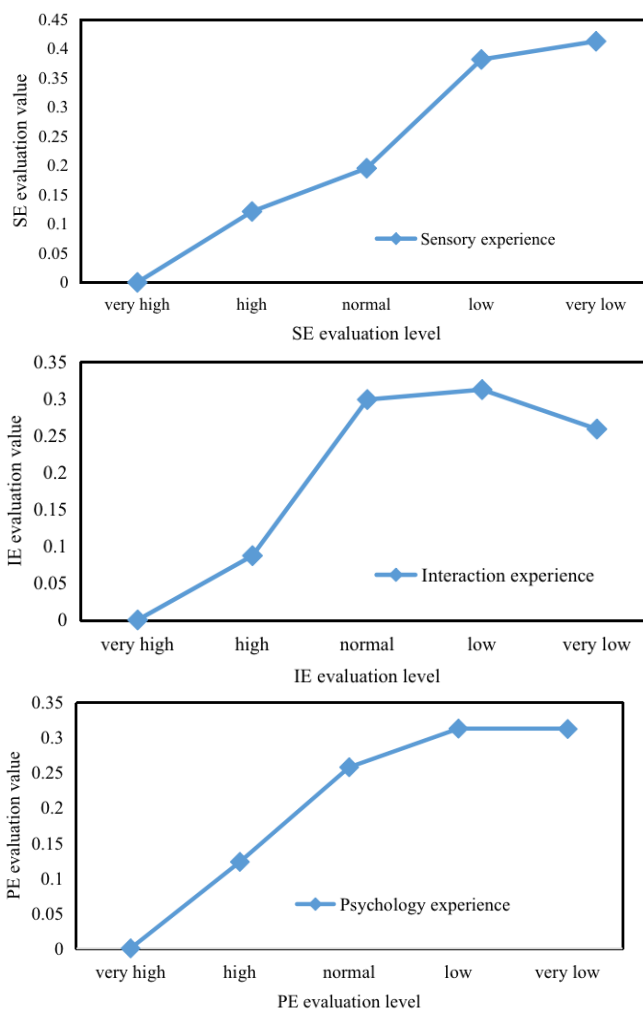 SE evaluation value
0.45
0.4
0.35
0.3
0.25
0.2
0.15
0.1
0.05
0
Sensory experience
very high high normal low very low
SE evaluation level
IE evaluation value
0.35
0.3
0.25
0.2
0.15
0.1
0.05
0
Interaction experience
very high high normal low very low
IE evaluation level
PE evaluation value
0.35
0.3
0.25
0.2
0.15
0.1
0.05
0
Psychology experience
very high high normal low very low
PE evaluation level